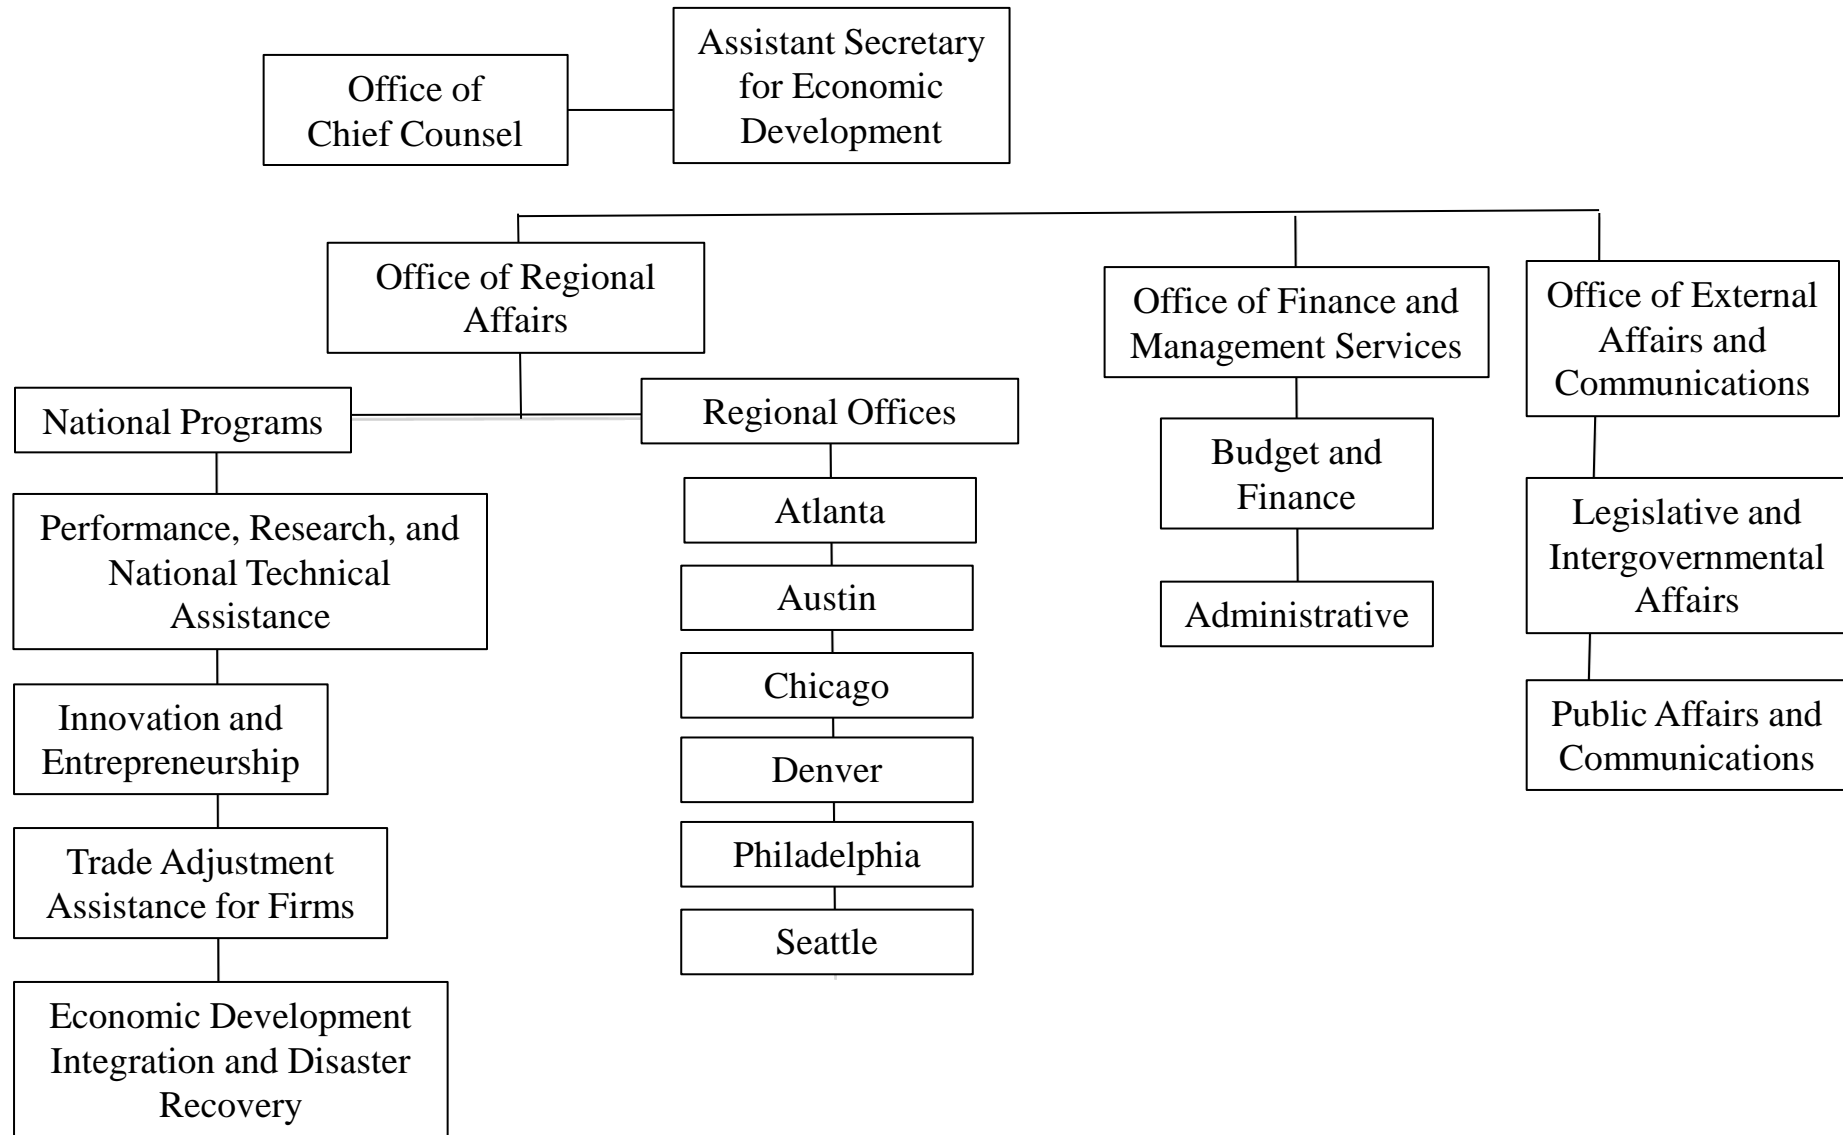 Office of
Chief Counsel
Assistant Secretary
for Economic
Development
Office of Regional
Affairs
Office of Finance and
Management Services
Office of External
Affairs and
Communications
National Programs
Regional Offices
Performance, Research, and
National Technical
Assistance
Innovation and
Entrepreneurship
Trade Adjustment
Assistance for Firms
Economic Development
Integration and Disaster
Recovery
Atlanta
Austin
Chicago
Denver
Philadelphia
Seattle
Budget and
Finance
Administrative
Legislative and
Intergovernmental
Affairs
Public Affairs and
Communications